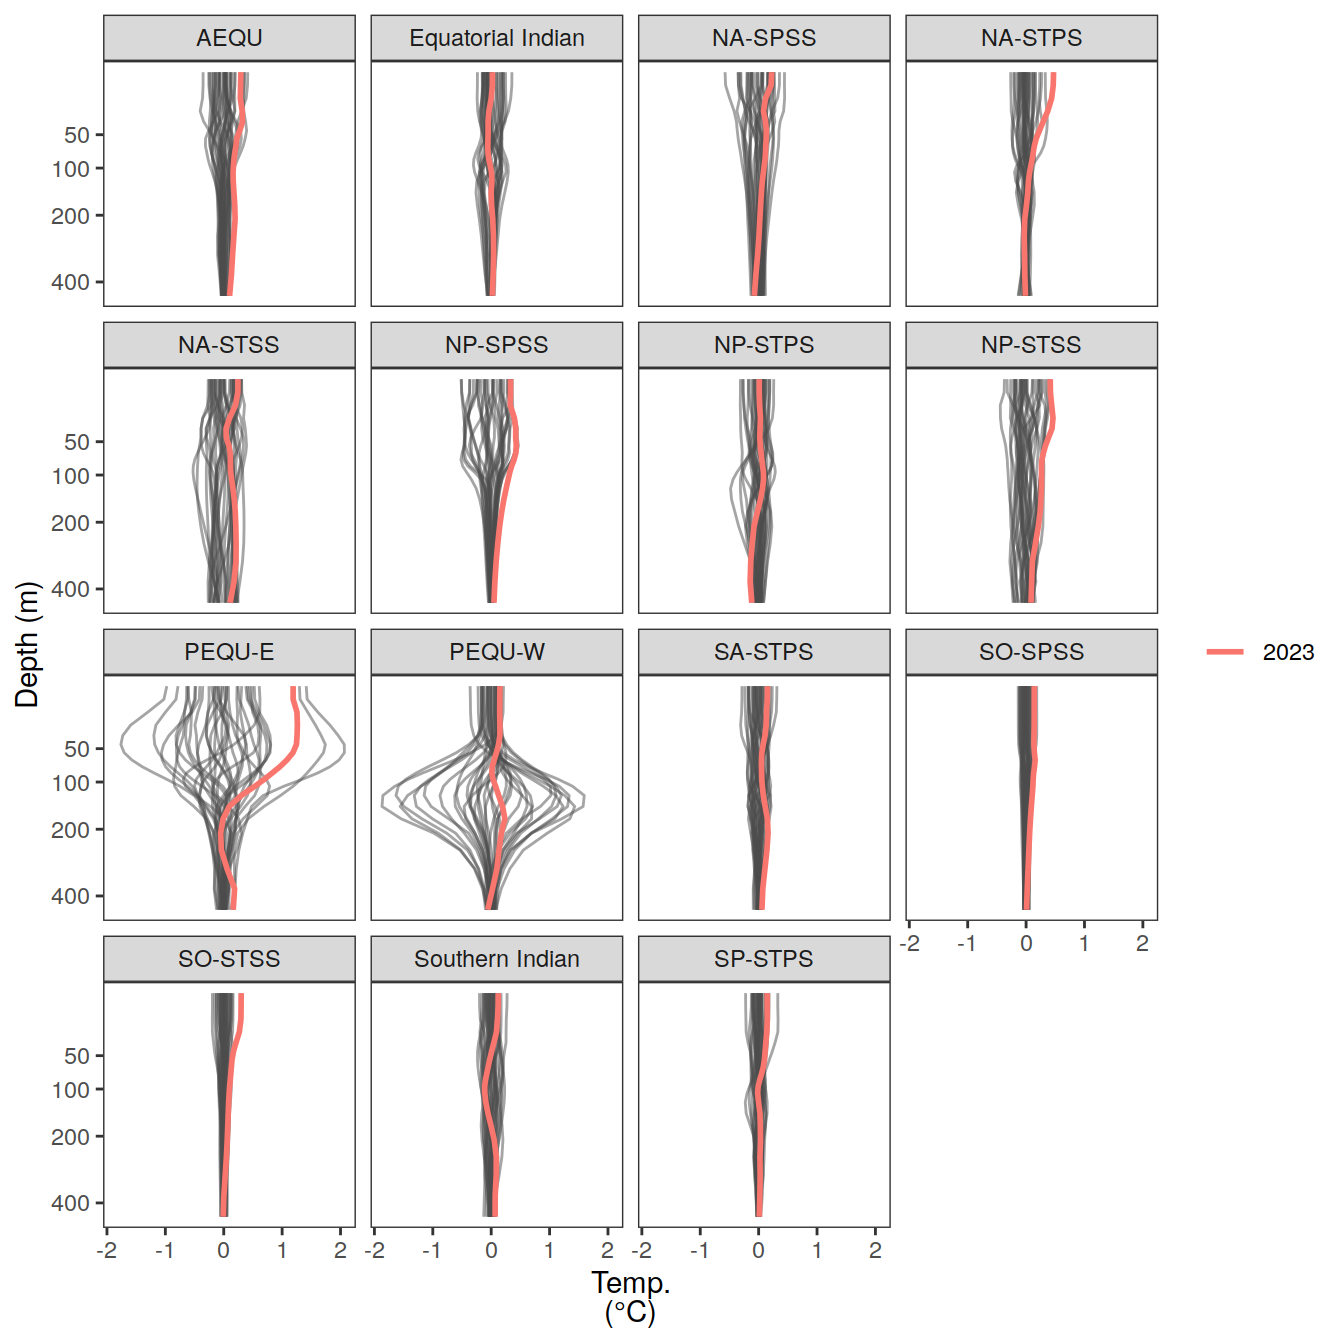 AEQU
Equatorial Indian
NA-SPSS
NA-STPS
50
100
200
400
NA-STSS
NP-SPSS
NP-STPS
NP-STSS
50
100
200
400
PEQU-E
PEQU-W
SA-STPS
SO-SPSS
50
100
200
400
-2 -1 0 1 2
SO-STSS
Southern Indian
SP-STPS
50
100
200
400
-2 -1 0 1 2
-2 -1 0 1 2
-2 -1 0 1 2
Temp.
(°C)
Depth (m)
2023